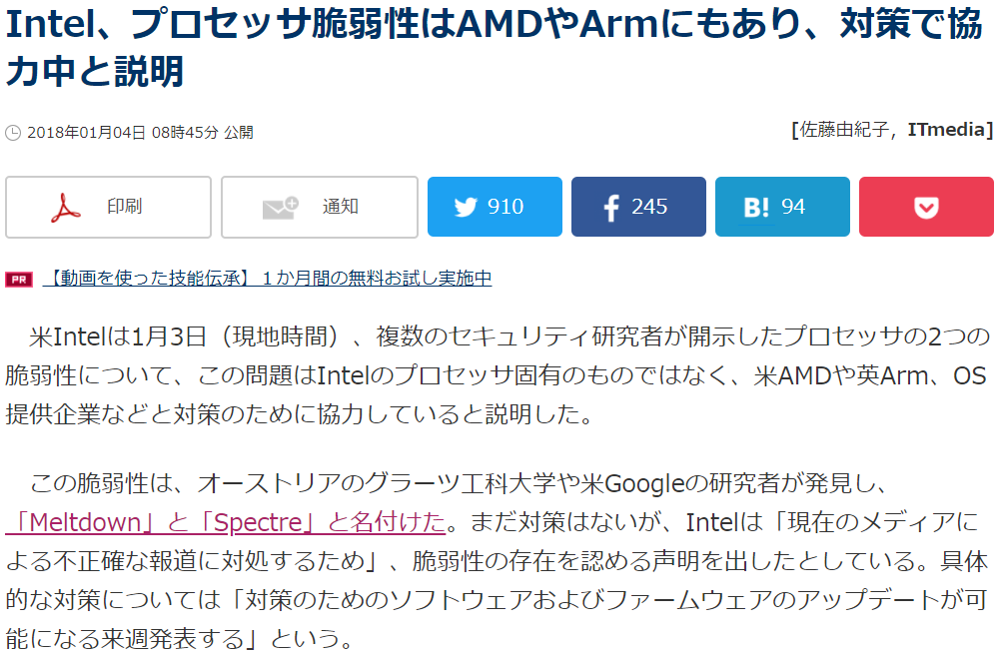 Intel、プロセッサ脆弱性はAMDやArmにもあり、対策で協
力中と説明
2018年01月04日 08時45分 公開
[佐藤由紀子，ITmedia]
印刷
通知
910
245
B! 94
PR 【動画を使った技能伝承】１か月間の無料お試し実施中
米Intelは1月3日（現地時間）、複数のセキュリティ研究者が開示したプロセッサの2つの
脆弱性について、この問題はIntelのプロセッサ固有のものではなく、米AMDや英Arm、OS
提供企業などと対策のために協力していると説明した。
この脆弱性は、オーストリアのグラーツ工科大学や米Googleの研究者が発見し、
「Meltdown」と「Spectre」と名付けた。まだ対策はないが、Intelは「現在のメディアに
よる不正確な報道に対処するため」、脆弱性の存在を認める声明を出したとしている。具体
的な対策については「対策のためのソフトウェアおよびファームウェアのアップデートが可
能になる来週発表する」という。